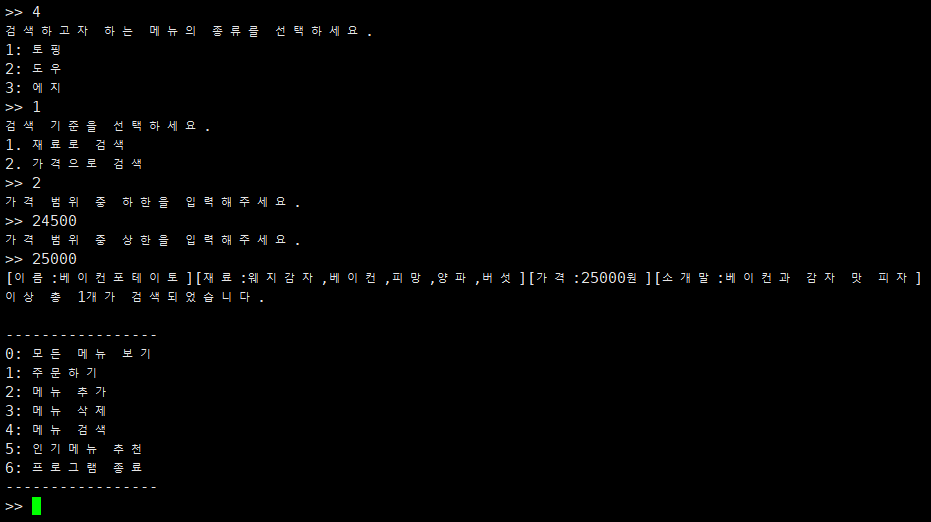 >> 4
검색하고자 하는 메뉴의 종류를 선택하세요.
1: 토핑
2: 도우
3: 에지
>> 1
검색 기준을 선택하세요.
1. 재료로 검색
2. 가격으로 검색
>> 2
가격 범위 중 하한을 입력해주세요.
>> 24500
가격 범위 중 상한을 입력해주세요.
>> 25000
[이름:베이컨포테이토][재료:웨지감자,베이컨,피망,양파,버섯][가격:25000원][소개말:베이컨과 감자 맛 피자]
이상 총 1개가 검색되었습니다.
-----------------
0: 모든 메뉴 보기
1: 주문하기
2: 메뉴 추가
3: 메뉴 삭제
4: 메뉴 검색
5: 인기메뉴 추천
6: 프로그램 종료
-----------------
>>